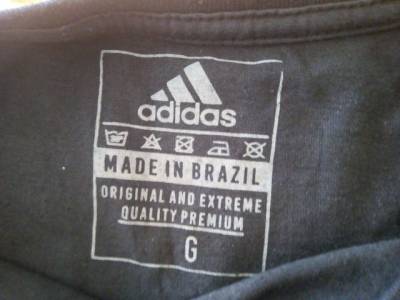 adidas
MADE IN BRAZIL
ORIGINAL AND EXTREME
QUALITY PREMIUM
G